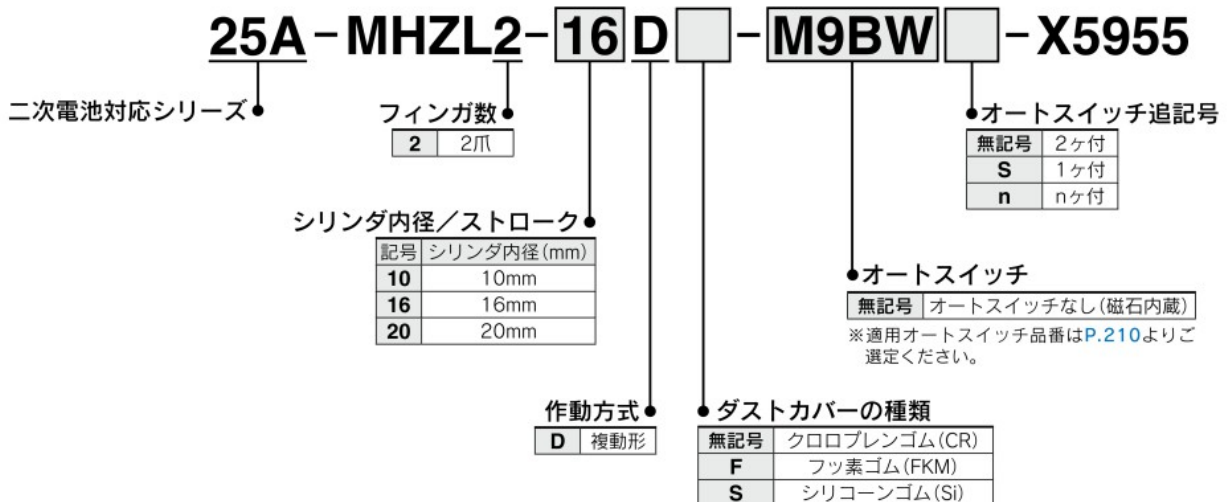 25A-MHZL2-16D□-M9BW□-X5955
二次電池対応シリーズ
フィンガ数
2 2爪
オートスイッチ追記号
無記号 2ヶ付
S 1ヶ付
n nヶ付
シリンダ内径/ストローク
記号 シリンダ内径(mm)
10 10mm
16 16mm
20 20mm
オートスイッチ
無記号 オートスイッチなし(磁石内蔵)
※適用オートスイッチ品番はP.210よりご
選定ください。
作動方式
D 複動形
ダストカバーの種類
無記号 クロロプレンゴム(CR)
F フッ素ゴム(FKM)
S シリコーンゴム(Si)